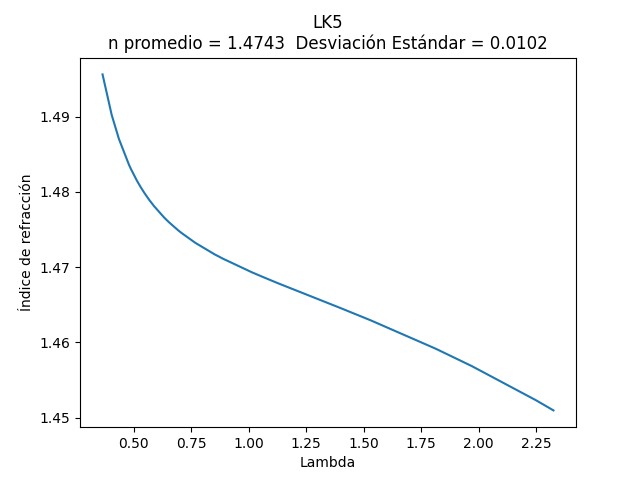 LK5
n promedio = 1.4743  Desviación Estándar = 0.0102
Índice de refracción
1.49
1.48
1.47
1.46
1.45
0.50 0.75 1.00 1.25 1.50 1.75 2.00 2.25
Lambda